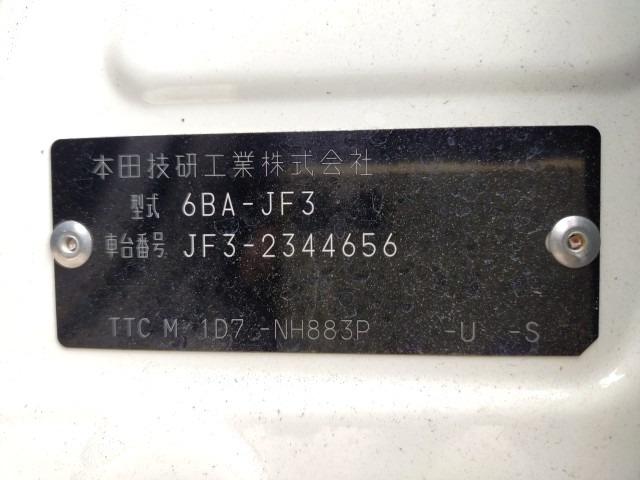 本田技研工業株式会社
型式 6BA-JF3
車台番号 JF3-2344656
TTC M 1D7 -NH883P -U -S